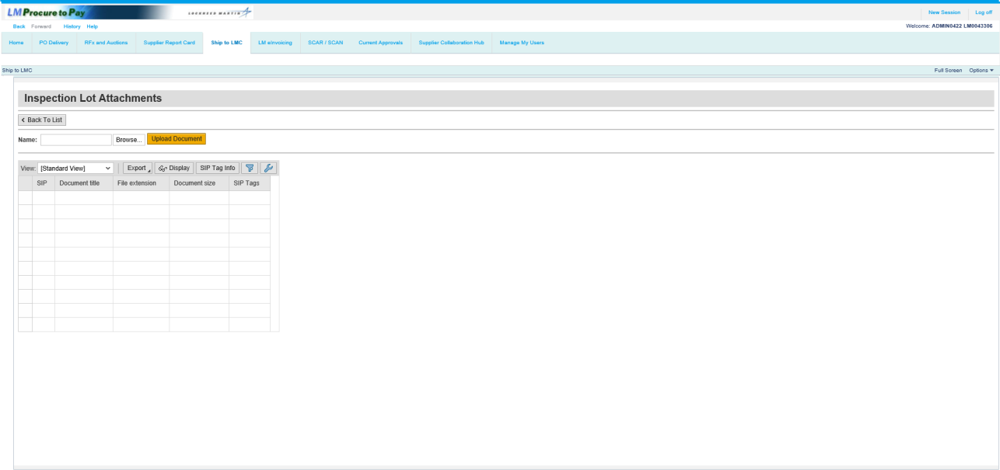 LMProcure to Pay LOCKHEED MARTIN New Session Log off
Back Forward History Help Welcome: ADMIN0422 LM0043306
Home PO Delivery RFx and Auctions Supplier Report Card Ship to LMC LM eInvoicing SCAR / SCAN Current Approvals Supplier Collaboration Hub Manage My Users
Ship to LMC Full Screen Options
Inspection Lot Attachments
Back To List
Name: Browse... Upload Document
View: [Standard View] Export Display SIP Tag Info
SIP Document title File extension Document size SIP Tags